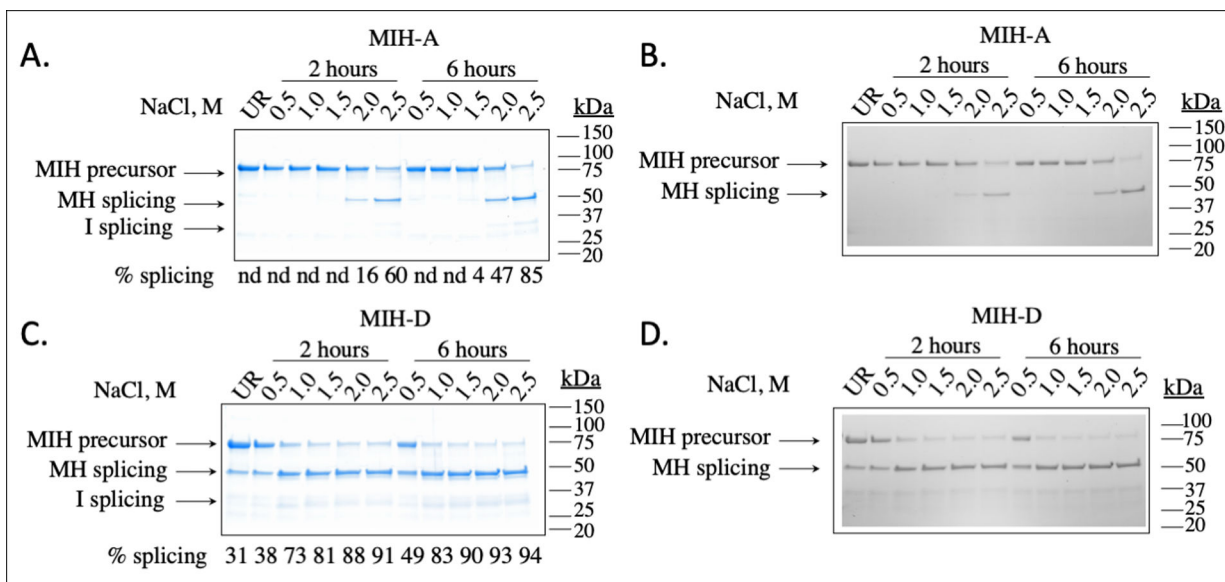 A.
MIH-A
2 hours 6 hours
NaCl, M UR 0.5 1.0 1.5 2.0 2.5 0.5 1.0 1.5 2.0 2.5 kDa
150
100
MIH precursor 75
MH splicing 50
37
I splicing 25
20
% splicing nd nd nd nd 16 60 nd nd 4 47 85
B.
MIH-A
2 hours 6 hours
NaCl, M UR 0.5 1.0 1.5 2.0 2.5 0.5 1.0 1.5 2.0 2.5 kDa
150
100
MIH precursor 75
MH splicing 50
37
25
20
C.
MIH-D
2 hours 6 hours
NaCl, M UR 0.5 1.0 1.5 2.0 2.5 0.5 1.0 1.5 2.0 2.5 kDa
150
100
MIH precursor 75
MH splicing 50
37
I splicing 25
20
% splicing 31 38 73 81 88 91 49 83 90 93 94
D.
MIH-D
2 hours 6 hours
NaCl, M UR 0.5 1.0 1.5 2.0 2.5 0.5 1.0 1.5 2.0 2.5 kDa
100
MIH precursor 75
MH splicing 50
37
25
20